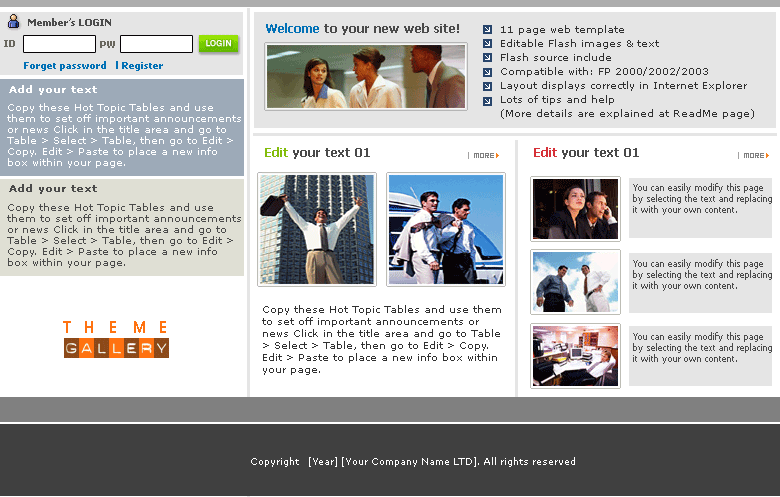 Member's LOGIN
ID PW LOGIN
Forget password | Register
Add your text
Copy these Hot Topic Tables and use
them to set off important announcements
or news Click in the title area and go to
Table > Select > Table, then go to Edit >
Copy. Edit > Paste to place a new info
box within your page.
Add your text
Copy these Hot Topic Tables and use
them to set off important announcements
or news Click in the title area and go to
Table > Select > Table, then go to Edit >
Copy. Edit > Paste to place a new info
box within your page.
THEME
GALLERY
Welcome to your new web site!
11 page web template
Editable Flash images & text
Flash source include
Compatible with: FP 2000/2002/2003
Layout displays correctly in Internet Explorer
Lots of tips and help
(More details are explained at ReadMe page)
Edit your text 01
| MORE
Copy these Hot Topic Tables and use them
to set off important announcements or
news Click in the title area and go to Table
> Select > Table, then go to Edit > Copy.
Edit > Paste to place a new info box within
your page.
Edit your text 01
| MORE
You can easily modify this page
by selecting the text and replacing
it with your own content.
You can easily modify this page
by selecting the text and replacing
it with your own content.
You can easily modify this page
by selecting the text and replacing
it with your own content.
Copyright [Year] [Your Company Name LTD]. All rights reserved